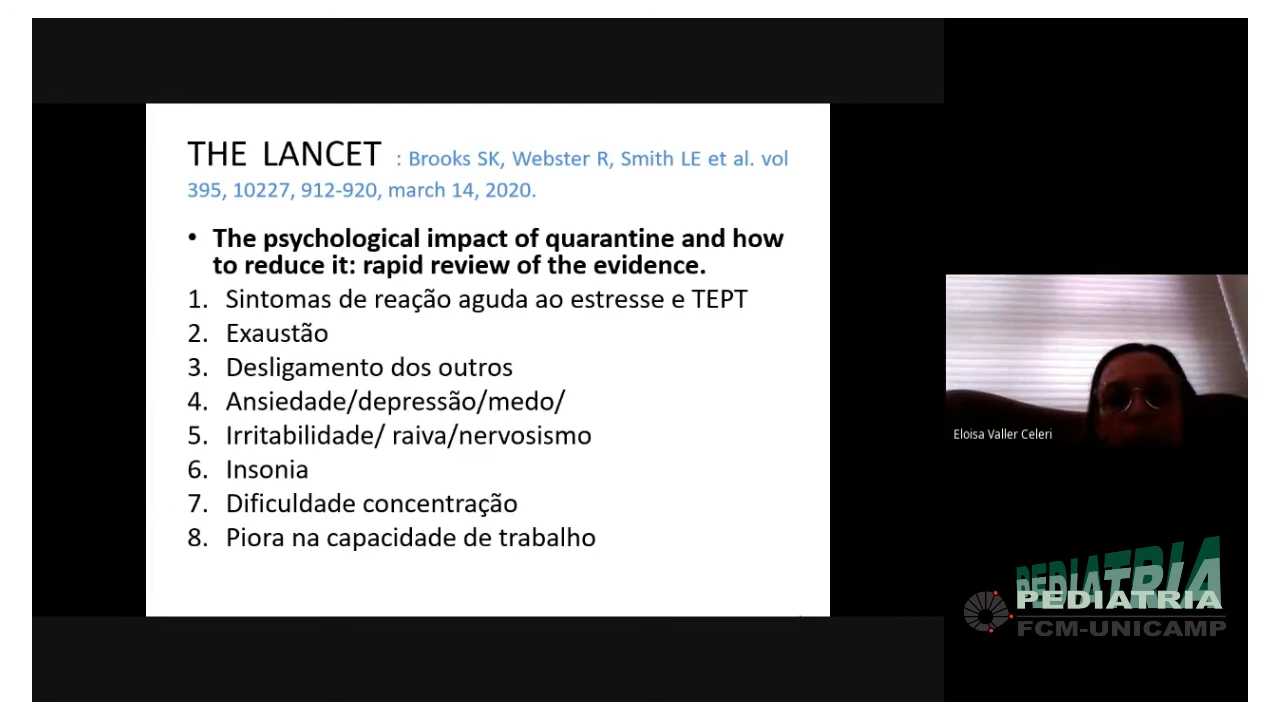 THE LANCET : Brooks SK, Webster R, Smith LE et al. vol
395, 10227, 912-920, march 14, 2020.
• The psychological impact of quarantine and how
to reduce it: rapid review of the evidence.
1. Sintomas de reação aguda ao estresse e TEPT
2. Exaustão
3. Desligamento dos outros
4. Ansiedade/depressão/medo/
5. Irritabilidade/ raiva/nervosismo
6. Insonia
7. Dificuldade concentração
8. Piora na capacidade de trabalho
Eloisa Valler Celeri
PEDIATRIA
PEDIATRIA
FCM-UNICAMP